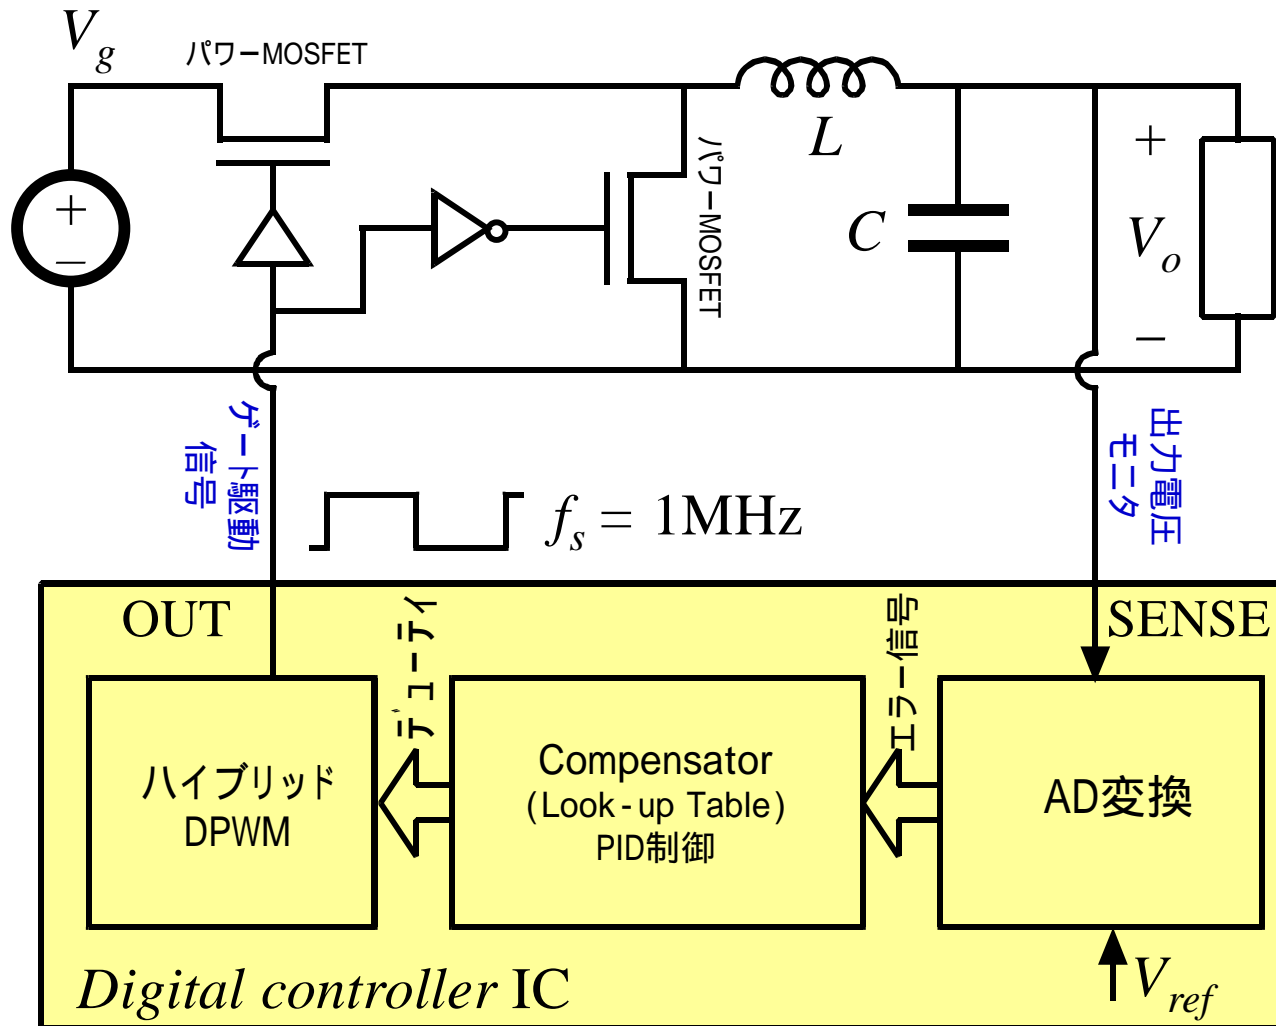 Vg
パワーMOSFET
+
−
L
パワーMOSFET
C
+
Vo
−
ゲート駆動
信号
出力電圧
モニタ
fs = 1MHz
OUT
デューティ
エラー信号
SENSE
ハイブリッド
DPWM
Compensator
(Look-up Table)
PID制御
AD変換
Vref
Digital controller IC